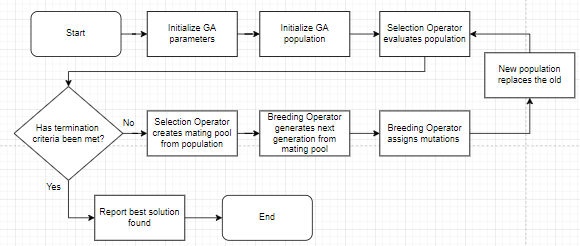 Start
Initialize GA
parameters
Initialize GA
population
Selection Operator
evaluates population
New population
replaces the old
Has termination
criteria been met?
No
Selection Operator
creates mating pool
from population
Breeding Operator
generates next
generation from
mating pool
Breeding Operator
assigns mutations
Yes
Report best solution
found
End